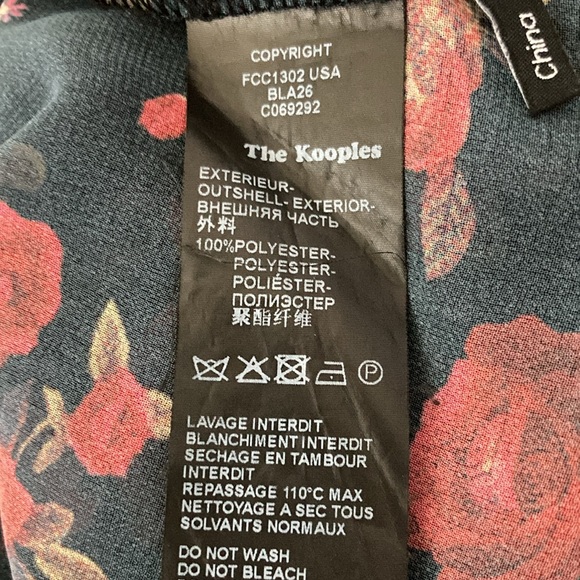 China
COPYRIGHT
FCC1302 USA
BLA26
C069292
The Kooples
EXTERIEUR-
OUTSHELL- EXTERIOR-
ВНЕШНЯЯ ЧАСТЬ
外料
100%POLYESTER-
POLYESTER-
POLIÉSTER-
ПОЛИЭСТЕР
聚酯纤维
P
LAVAGE INTERDIT
BLANCHIMENT INTERDIT
SECHAGE EN TAMBOUR
INTERDIT
REPASSAGE 110°C MAX
NETTOYAGE A SEC TOUS
SOLVANTS NORMAUX
DO NOT WASH
DO NOT BLEACH